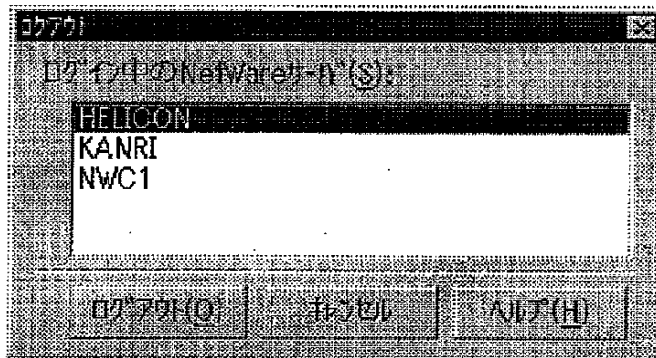 ログアウト
ログイン中のNetWareサーバ(S):
HELICON
KANRI
NWC1
ログアウト(O) キャンセル ヘルプ(H)